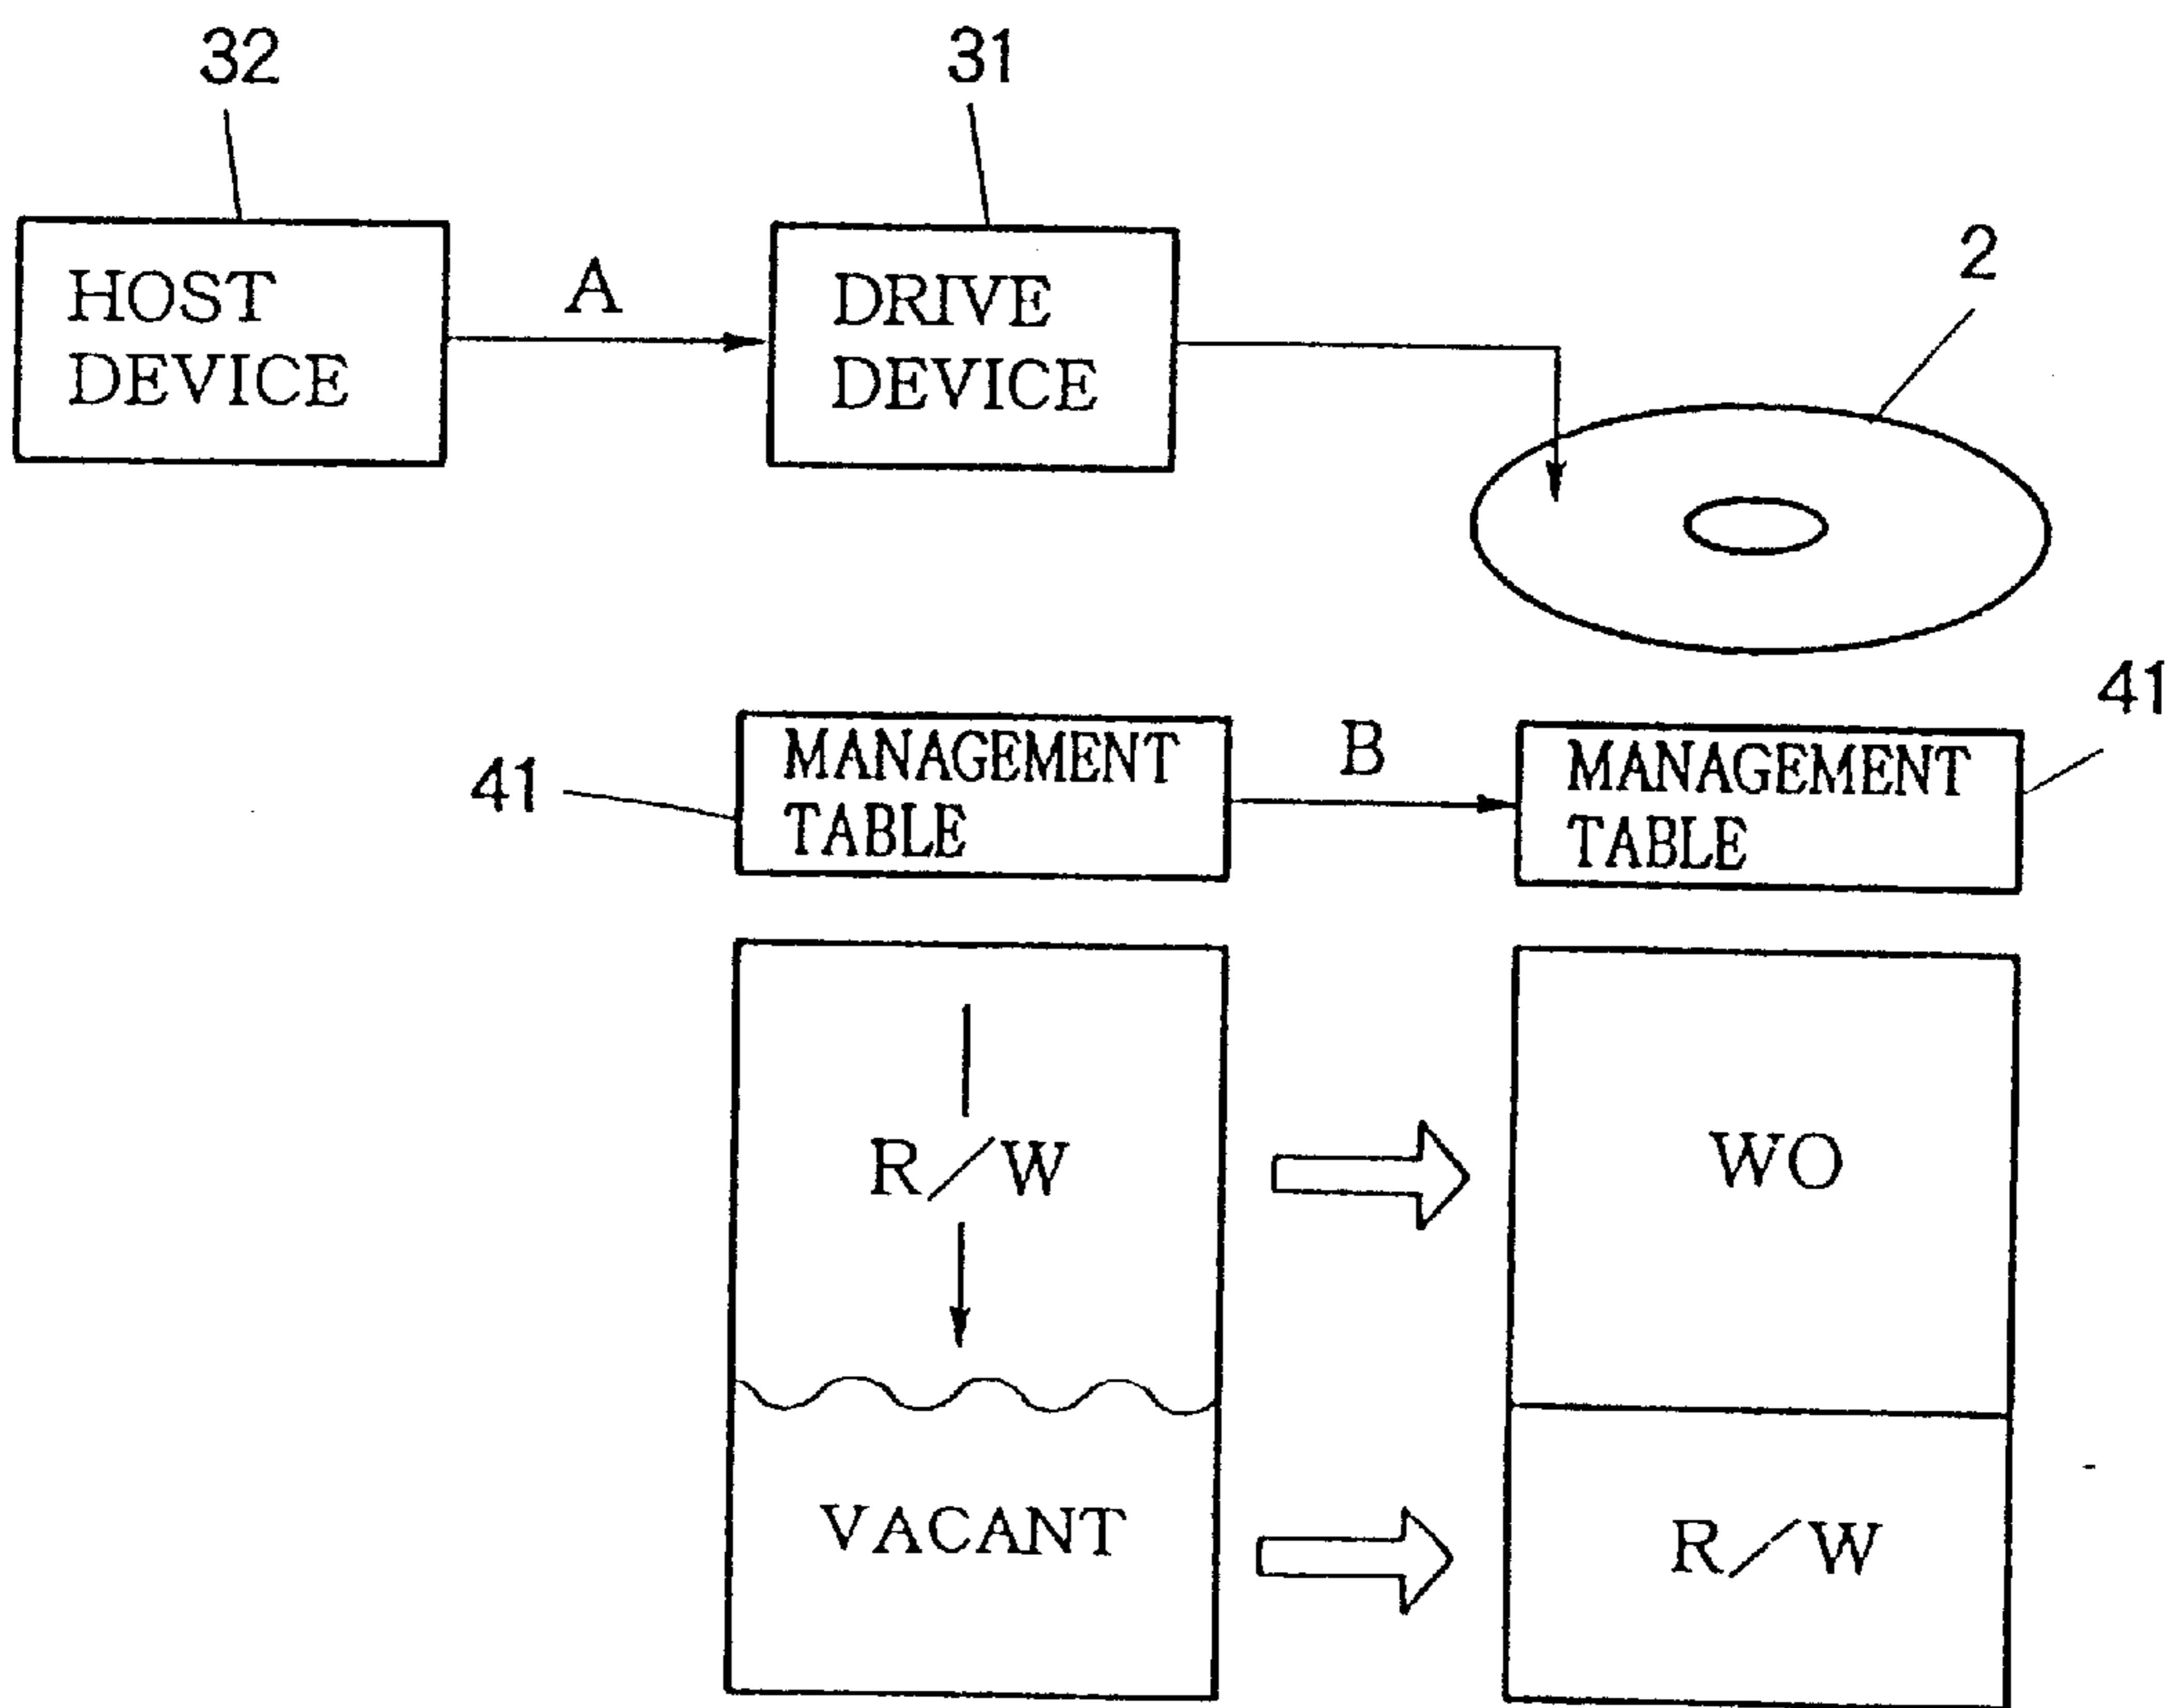 32
31
HOST
DEVICE
A
DRIVE
DEVICE
2
41
MANAGEMENT
TABLE
B
MANAGEMENT
TABLE
41
R/W
WO
VACANT
R/W